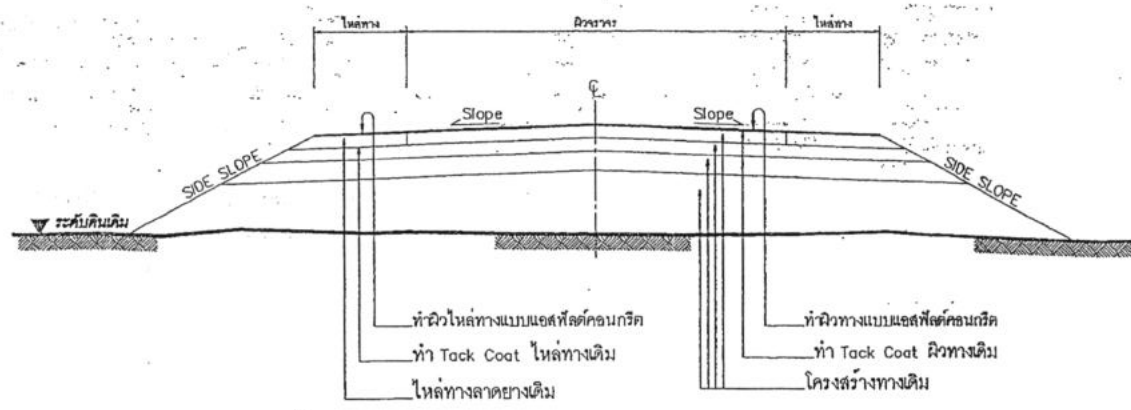 ไหล่ทาง
ผิวจราจร
ไหล่ทาง
℄
Slope
Slope
SIDE SLOPE
SIDE SLOPE
ระดับดินเดิม
ทำผิวไหล่ทางแบบแอสฟัลต์คอนกรีต
ทำผิวทางแบบแอสฟัลต์คอนกรีต
ทำ Tack Coat ไหล่ทางเดิม
ทำ Tack Coat ผิวทางเดิม
ไหล่ทางลาดยางเดิม
โครงสร้างทางเดิม